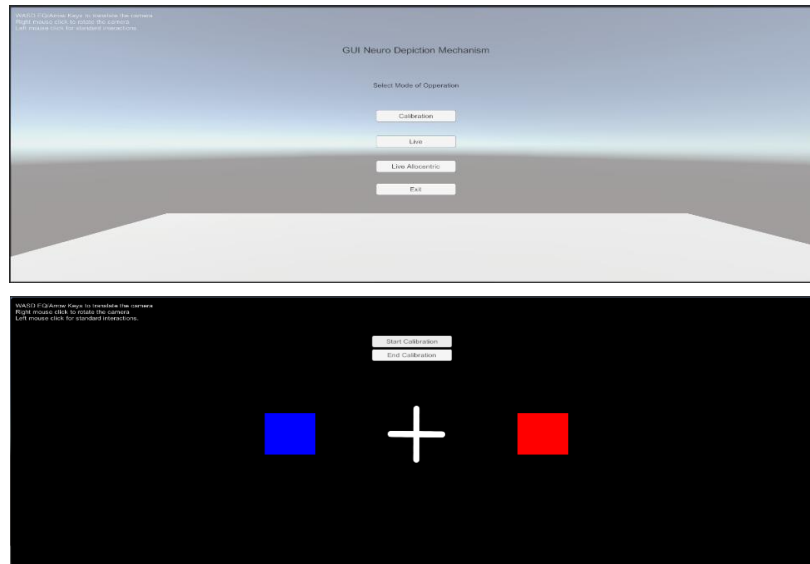 WASD EQ/Arrow Keys to translate the camera
Right mouse click to rotate the camera
Left mouse click for standard interactions.
GUI Neuro Depiction Mechanism
Select Mode of Opperation
Calibration
Live
Live Allocentric
Exit
WASD EQ/Arrow Keys to translate the camera
Right mouse click to rotate the camera
Left mouse click for standard interactions.
Start Calibration
End Calibration